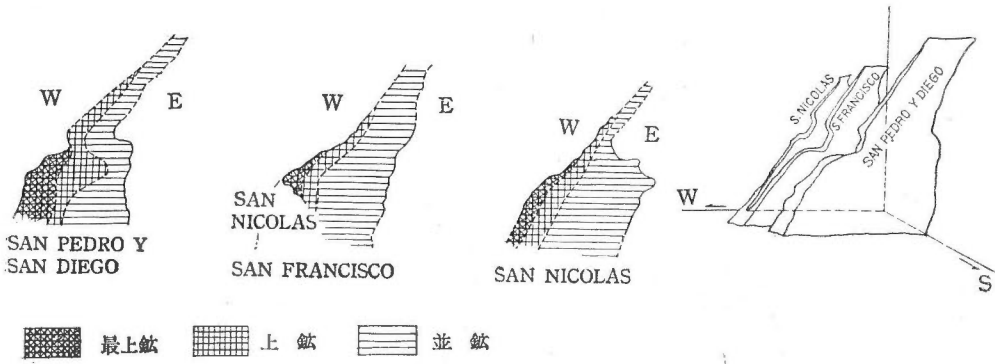 W
E
SAN PEDRO Y
SAN DIEGO
W
E
SAN
NICOLAS
SAN FRANCISCO
W
E
SAN NICOLAS
S. NICOLAS
S FRANCISCO
SAN PEDRO Y DIEGO
W
S
最上鉱
上 鉱
並 鉱